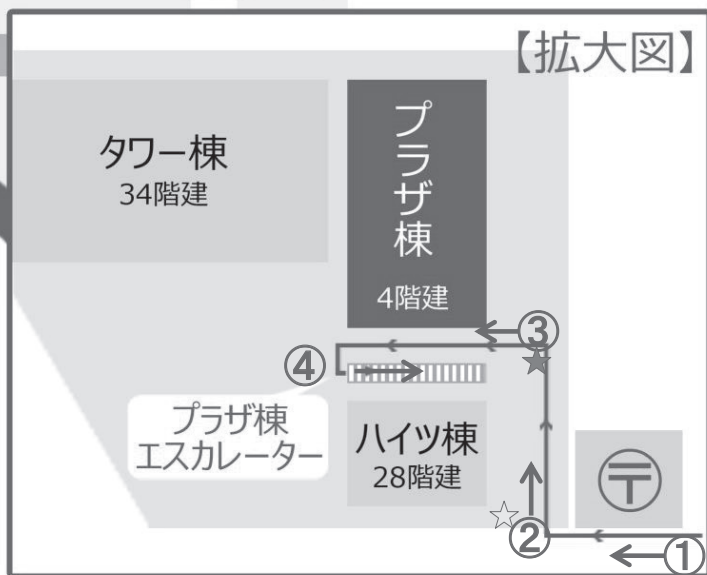 【拡大図】
タワー棟
34階建
プラザ棟
4階建
③
④
プラザ棟
エスカレーター
ハイツ棟
28階建
〒
②
①